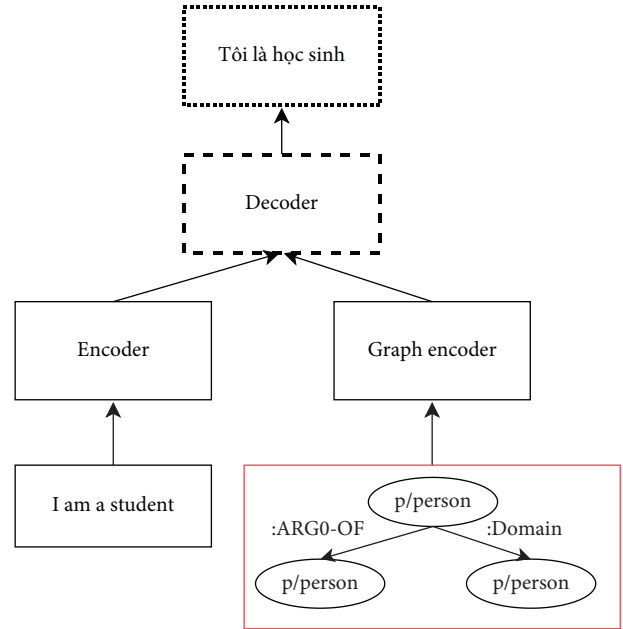 Tôi là học sinh
Decoder
Encoder
Graph encoder
I am a student
p/person
:ARG0-OF
:Domain
p/person
p/person